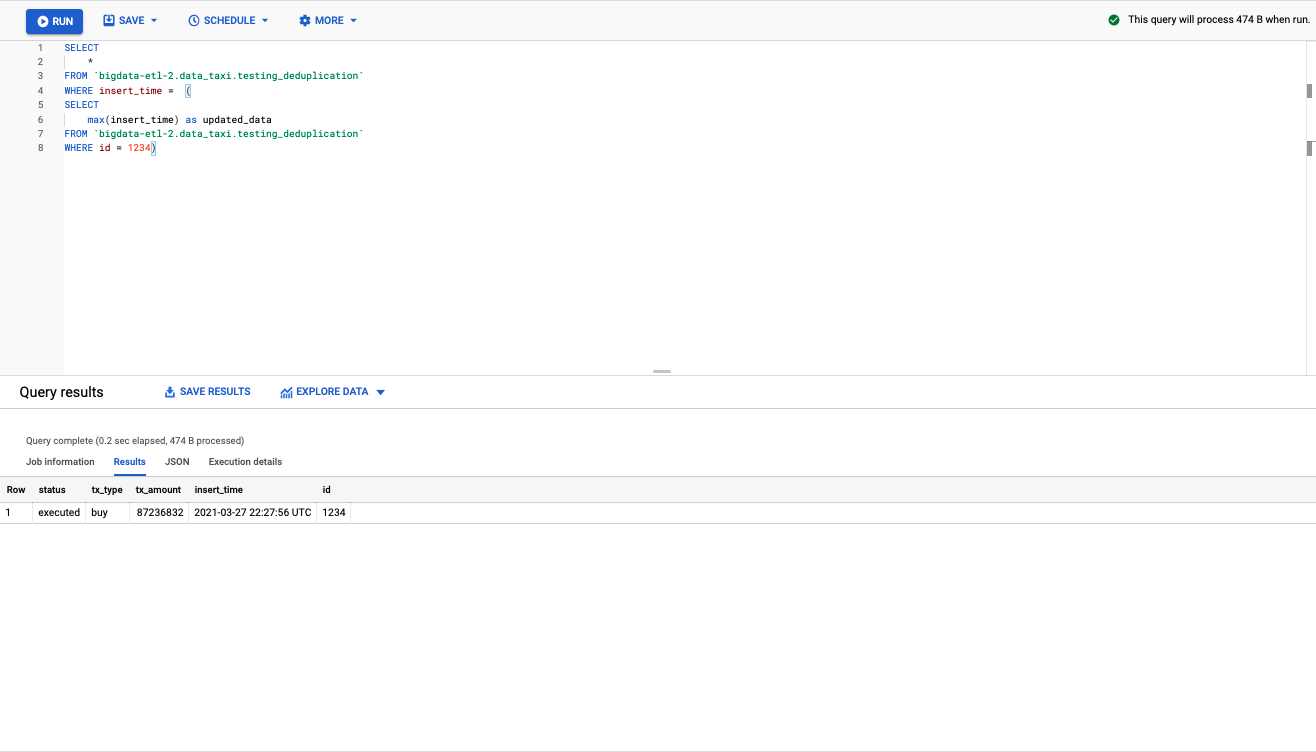 RUN SAVE SCHEDULE MORE This query will process 474 B when run.
1 SELECT
2 *
3 FROM `bigdata-etl-2.data_taxi.testing_deduplication`
4 WHERE insert_time = (
5 SELECT
6 max(insert_time) as updated_data
7 FROM `bigdata-etl-2.data_taxi.testing_deduplication`
8 WHERE id = 1234)
Query results SAVE RESULTS EXPLORE DATA
Query complete (0.2 sec elapsed, 474 B processed)
Job information Results JSON Execution details
Row status tx_type tx_amount insert_time id
1 executed buy 87236832 2021-03-27 22:27:56 UTC 1234